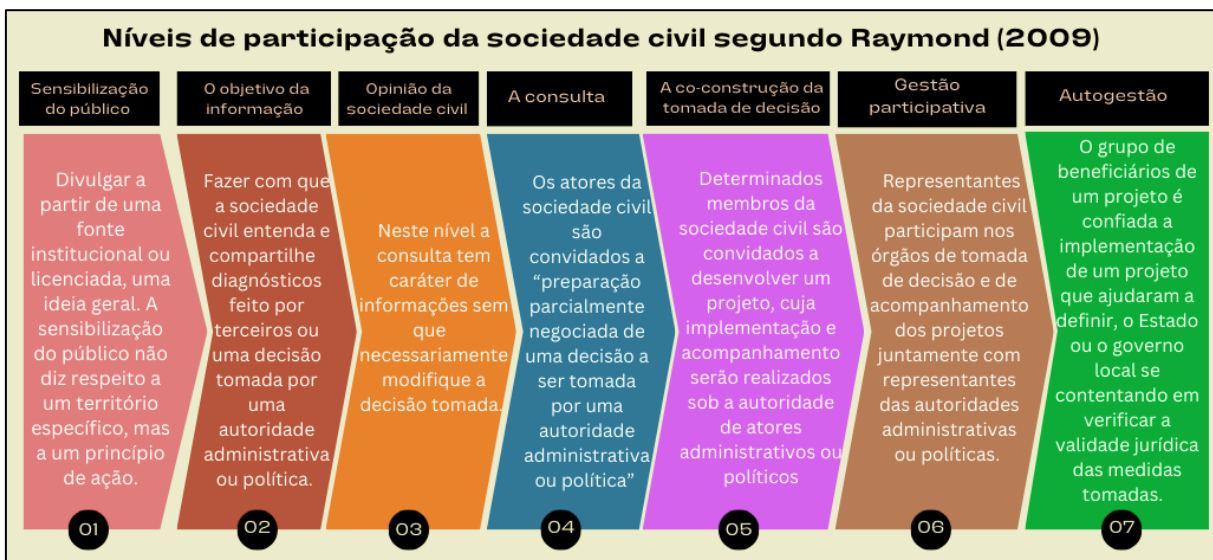 Níveis de participação da sociedade civil segundo Raymond (2009)
Sensibilização
do público
O objetivo da
informação
Opinião da
sociedade civil
A consulta
A co-construção da
tomada de decisão
Gestão
participativa
Autogestão
Divulgar a
partir de uma
fonte
institucional ou
licenciada, uma
ideia geral. A
sensibilização
do público não
diz respeito a
um território
específico, mas
a um princípio
de ação.
Fazer com que
a sociedade
civil entenda e
compartilhe
diagnósticos
feito por
terceiros ou
uma decisão
tomada por
uma
autoridade
administrativa
ou política.
Neste nível a
consulta tem
caráter de
informações sem
que
necessariamente
modifique a
decisão tomada.
Os atores da
sociedade civil
são
convidados a
“preparação
parcialmente
negociada de
uma decisão a
ser tomada
por uma
autoridade
administrativa
ou política”
Determinados
membros da
sociedade civil são
convidados a
desenvolver um
projeto, cuja
implementação e
acompanhamento
serão realizados
sob a autoridade
de atores
administrativos ou
políticos
Representantes
da sociedade civil
participam nos
órgãos de tomada
de decisão e de
acompanhamento
dos projetos
juntamente com
representantes
das autoridades
administrativas
ou políticas.
O grupo de
beneficiários de
um projeto é
confiada a
implementação
de um projeto
que ajudaram a
definir, o Estado
ou o governo
local se
contentando em
verificar a
validade jurídica
das medidas
tomadas.
01
02
03
04
05
06
07